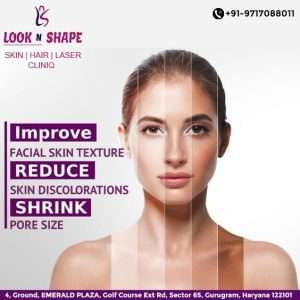 LOOK N SHAPE
SKIN | HAIR | LASER
CLINIQ
+91-9717088011
Improve
FACIAL SKIN TEXTURE
REDUCE
SKIN DISCOLORATIONS
SHRINK
PORE SIZE
4, Ground, EMERALD PLAZA, Golf Course Ext Rd, Sector 65, Gurugram, Haryana 122101